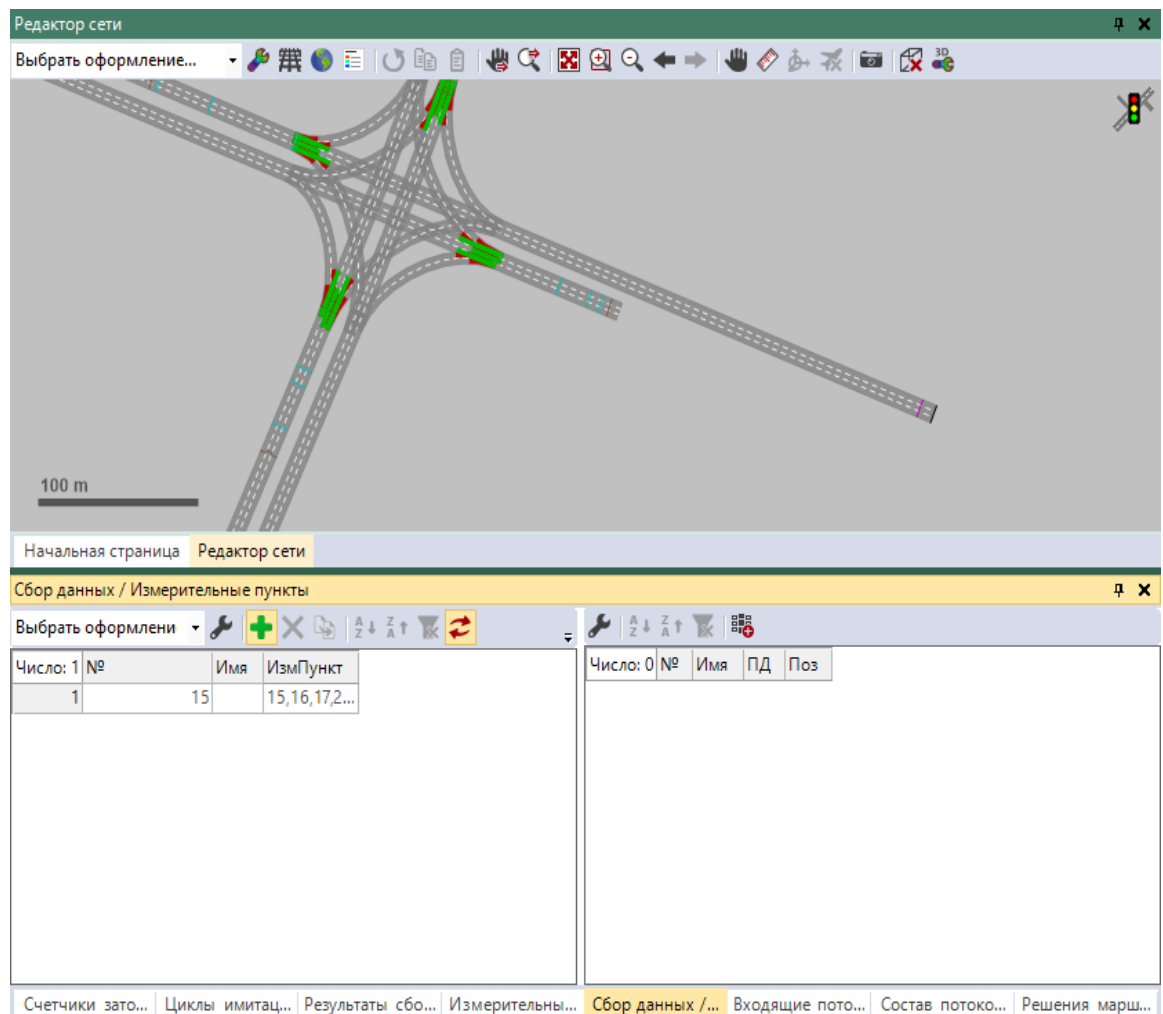 Редактор сети
Выбрать оформление...
3D
100 m
Начальная страница Редактор сети
Сбор данных / Измерительные пункты
Выбрать оформлени
Число: 1 № Имя ИзмПункт
1 15 15,16,17,2...
Число: 0 № Имя ПД Поз
Счетчики зато... Циклы имитац... Результаты сбо... Измерительны... Сбор данных /... Входящие пото... Состав потоко... Решения марш...